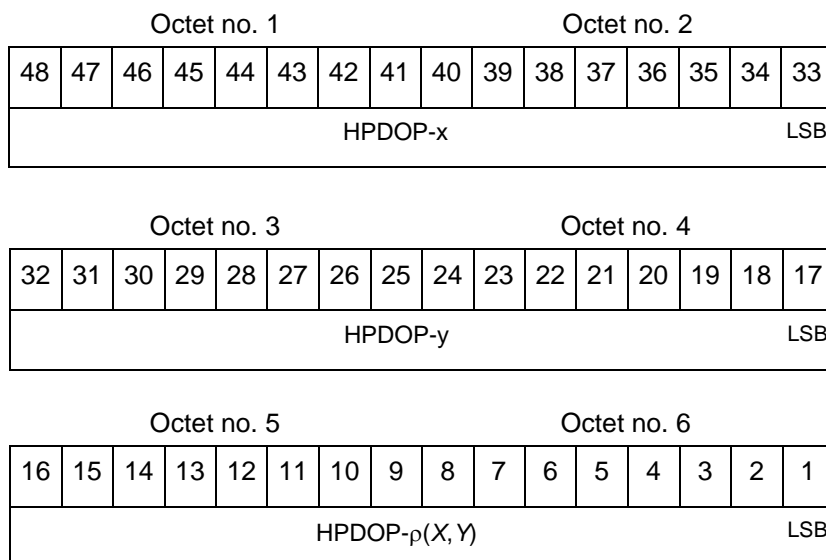 Octet no. 1 Octet no. 2
48 47 46 45 44 43 42 41 40 39 38 37 36 35 34 33
HPDOP-x LSB
Octet no. 3 Octet no. 4
32 31 30 29 28 27 26 25 24 23 22 21 20 19 18 17
HPDOP-y LSB
Octet no. 5 Octet no. 6
16 15 14 13 12 11 10 9 8 7 6 5 4 3 2 1
HPDOP-ρ(X,Y) LSB